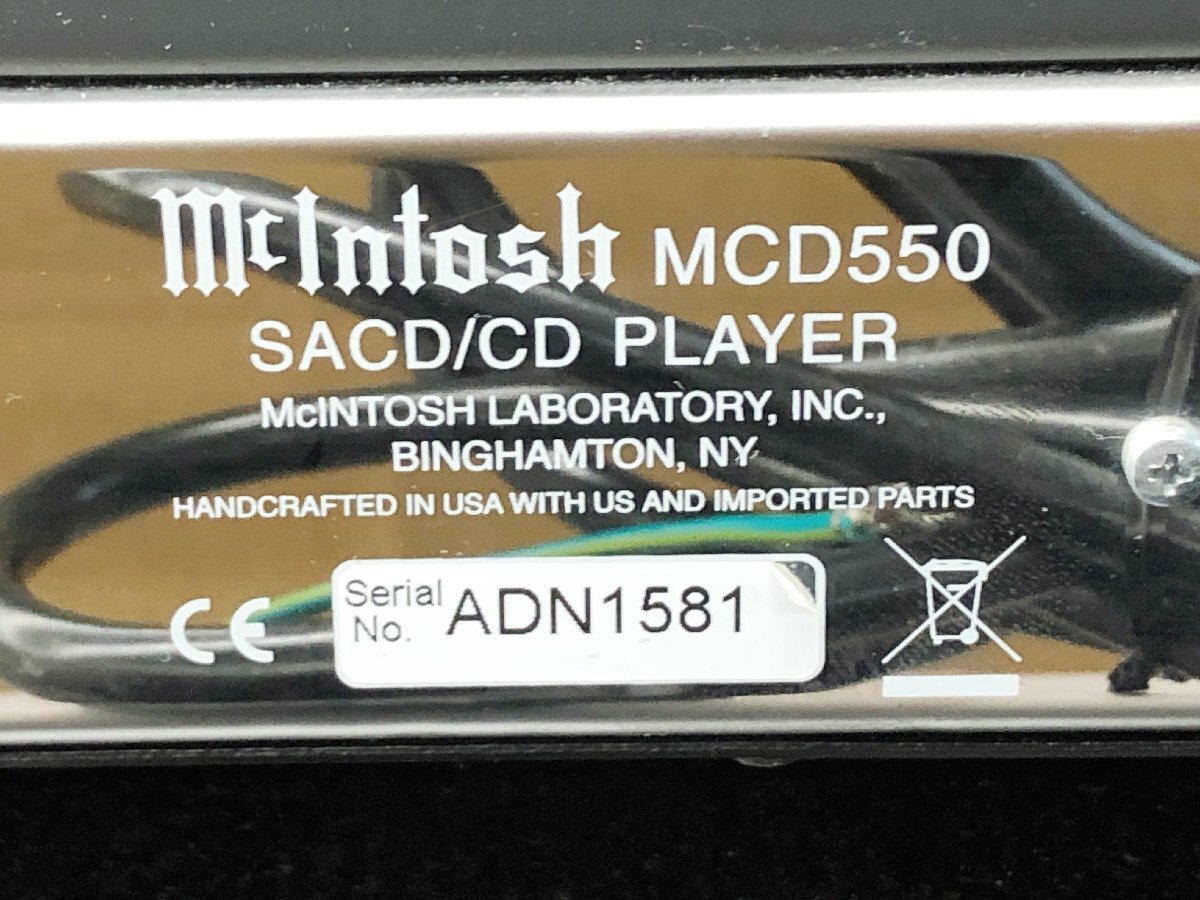 McIntosh MCD550
SACD/CD PLAYER
McINTOSH LABORATORY, INC.,
BINGHAMTON, NY
HANDCRAFTED IN USA WITH US AND IMPORTED PARTS
CE
Serial No. ADN1581